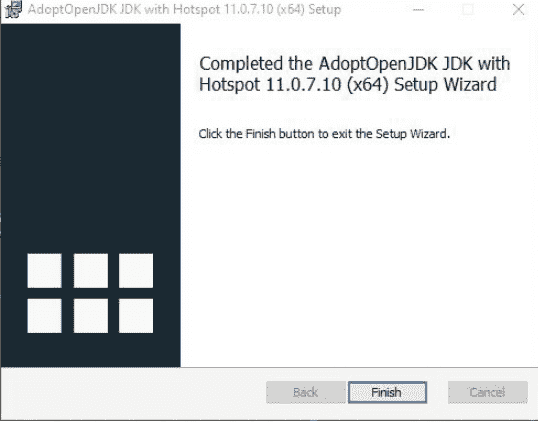 AdoptOpenJDK JDK with Hotspot 11.0.7.10 (x64) Setup
Completed the AdoptOpenJDK JDK with
Hotspot 11.0.7.10 (x64) Setup Wizard
Click the Finish button to exit the Setup Wizard.
Back
Finish
Cancel